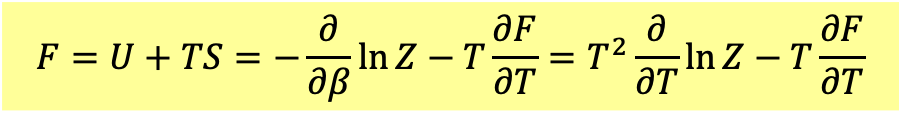 F = U + TS = −∂/∂β ln Z − T ∂F/∂T = T² ∂/∂T ln Z − T ∂F/∂T